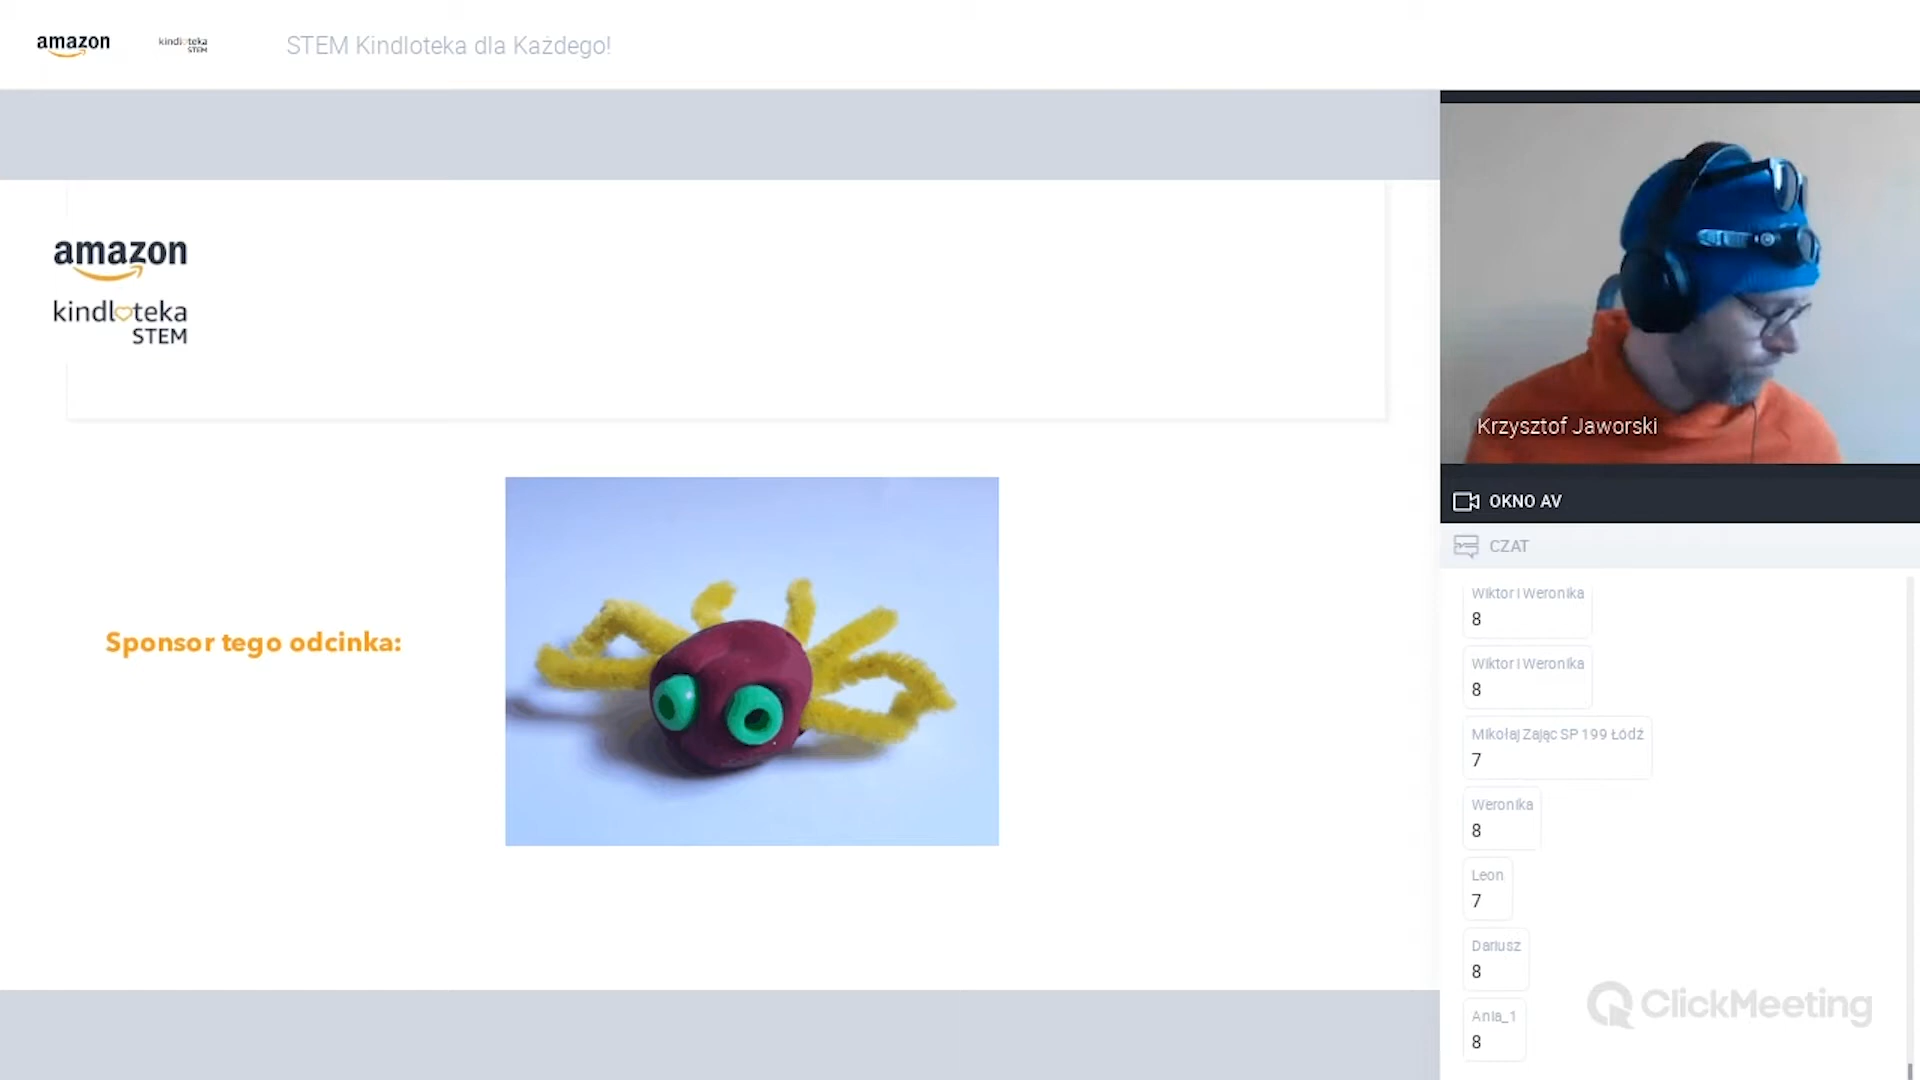 amazon
kindloteka
STEM
STEM Kindloteka dla Każdego!
amazon
kindloteka
STEM
Sponsor tego odcinka:
Krzysztof Jaworski
OKNO AV
CZAT
Wiktor i Weronika
8
Wiktor i Weronika
8
Mikołaj Zając SP 199 Łódź
7
Weronika
8
Leon
7
Dariusz
8
Ania_1
8
ClickMeeting